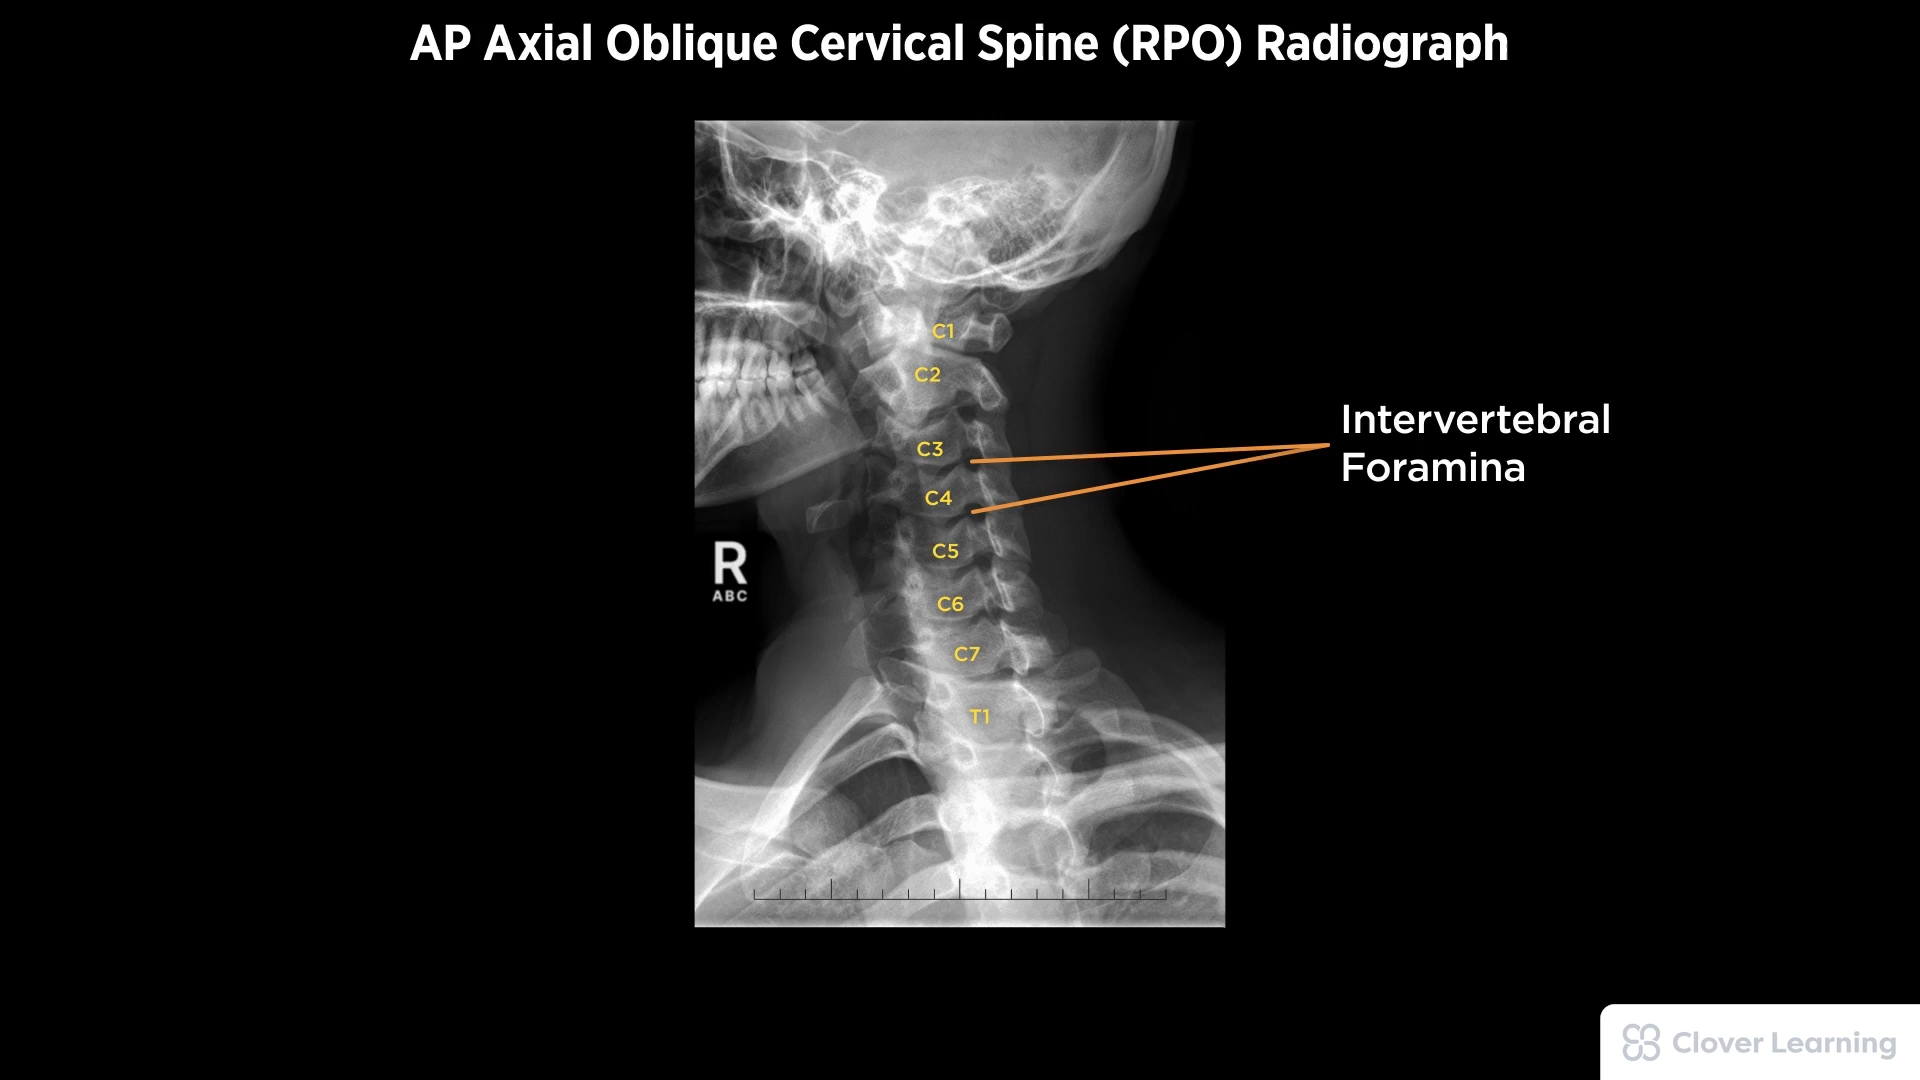 AP Axial Oblique Cervical Spine (RPO) Radiograph
C1
C2
C3
Intervertebral
Foramina
C4
R
ABC
C5
C6
C7
T1
Clover Learning